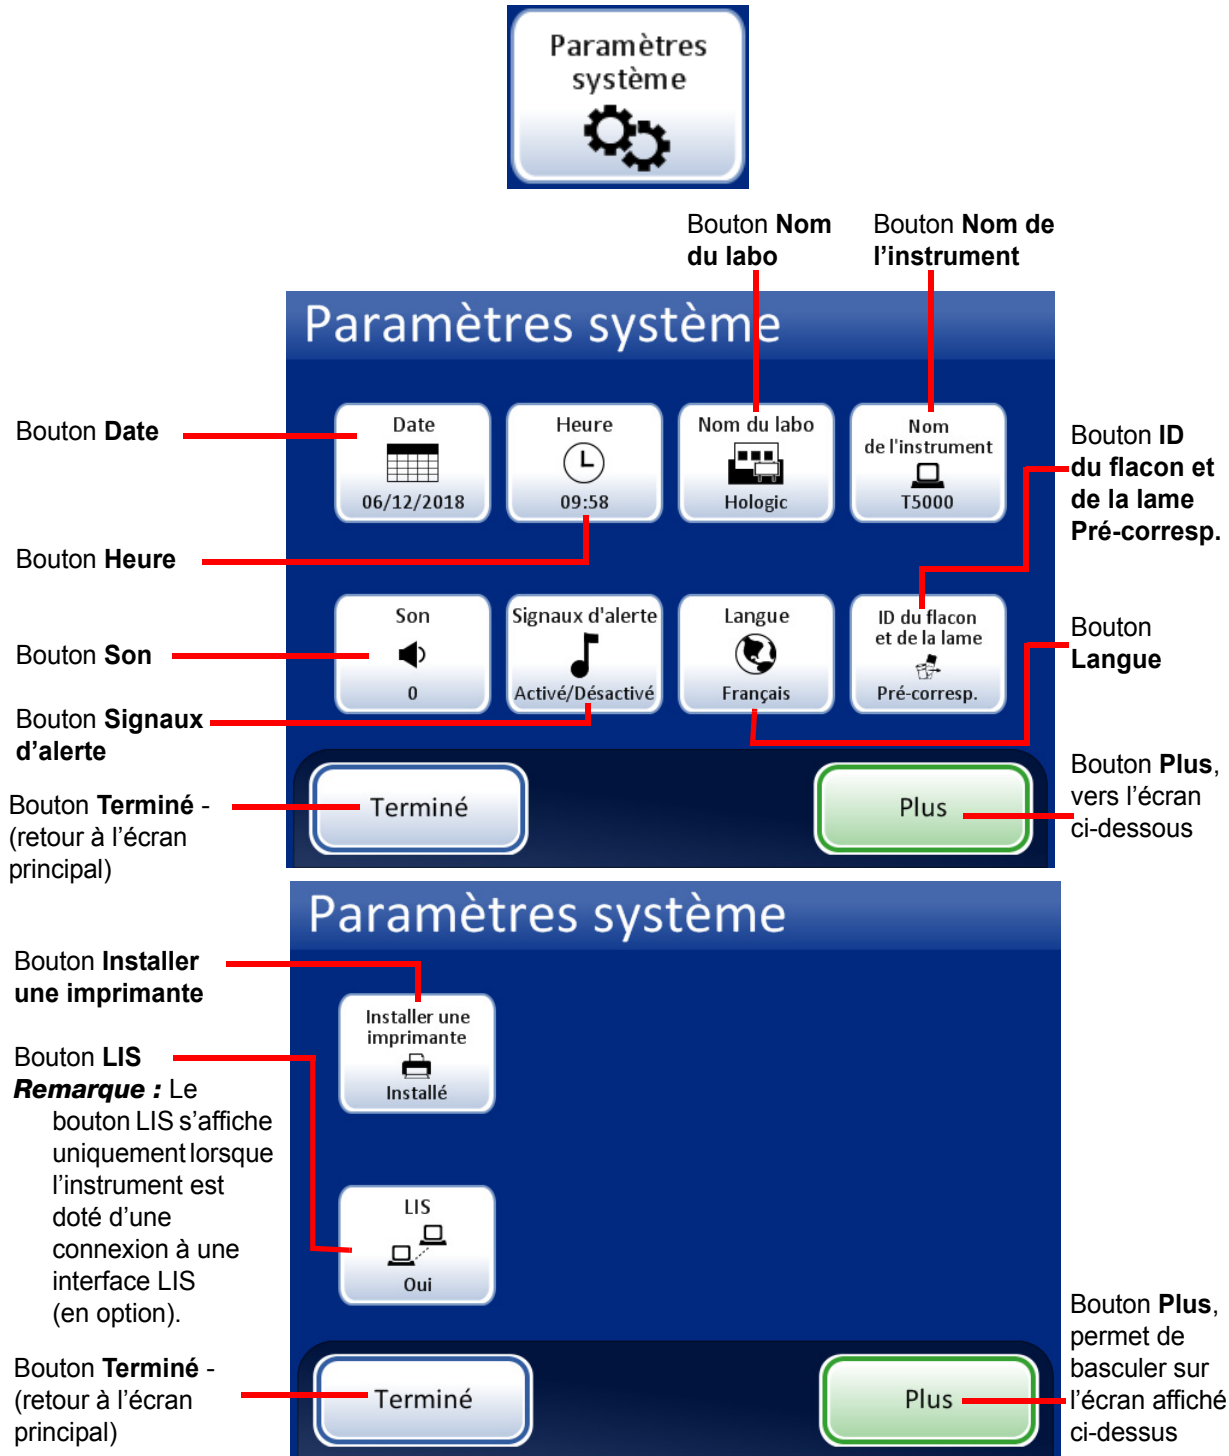 Paramètres
système
Bouton Nom
du labo
Bouton Nom de
l’instrument
Paramètres système
Bouton Date
Date
06/12/2018
Heure
09:58
Nom du labo
Hologic
Nom
de l'instrument
T5000
Bouton ID
du flacon et
de la lame
Pré-corresp.
Bouton Heure
Bouton Son
Son
0
Signaux d'alerte
Activé/Désactivé
Langue
Français
ID du flacon
et de la lame
Pré-corresp.
Bouton
Langue
Bouton Signaux
d’alerte
Bouton Terminé -
(retour à l’écran
principal)
Terminé
Plus
Bouton Plus,
vers l’écran
ci-dessous
Paramètres système
Bouton Installer
une imprimante
Installer une
imprimante
Installé
Bouton LIS
Remarque : Le
bouton LIS s’affiche
uniquement lorsque
l’instrument est
doté d’une
connexion à une
interface LIS
(en option).
LIS
Oui
Bouton Terminé -
(retour à l’écran
principal)
Terminé
Plus
Bouton Plus,
permet de
basculer sur
l’écran affiché
ci-dessus